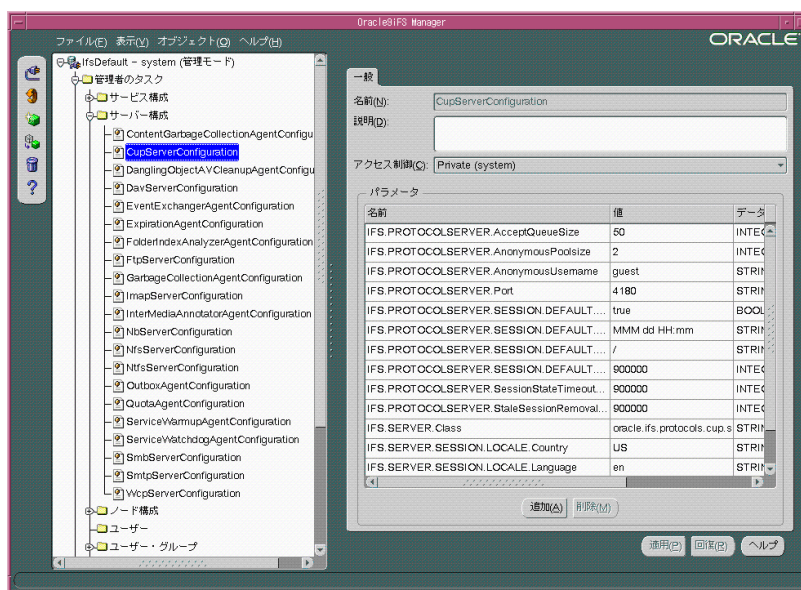 Oracle9iFS Manager
ファイル(F) 表示(V) オブジェクト(O) ヘルプ(H)
ORACLE
IfsDefault - system (管理モード)
管理者のタスク
サービス構成
サーバー構成
ContentGarbageCollectionAgentConfigu
CupServerConfiguration
DanglingObjectAVCleanupAgentConfigu
DavServerConfiguration
EventExchangerAgentConfiguration
ExpirationAgentConfiguration
FolderIndexAnalyzerAgentConfiguration
FtpServerConfiguration
GarbageCollectionAgentConfiguration
ImapServerConfiguration
InterMediaAnnotatorAgentConfiguration
NbServerConfiguration
NfsServerConfiguration
NtfsServerConfiguration
OutboxAgentConfiguration
QuotaAgentConfiguration
ServiceWarmupAgentConfiguration
ServiceWatchdogAgentConfiguration
SmbServerConfiguration
SmtpServerConfiguration
WcpServerConfiguration
ノード構成
ユーザー
ユーザー・グループ
一般
名前(N): CupServerConfiguration
説明(D):
アクセス制御(C): Private (system)
パラメータ
名前 値 データ
IFS.PROTOCOLSERVER.AcceptQueueSize 50 INTEG
IFS.PROTOCOLSERVER.AnonymousPoolsize 2 INTEG
IFS.PROTOCOLSERVER.AnonymousUsername guest STRIN
IFS.PROTOCOLSERVER.Port 4180 INTEG
IFS.PROTOCOLSERVER.SESSION.DEFAULT.... true BOOL
IFS.PROTOCOLSERVER.SESSION.DEFAULT.... MMM dd HH:mm STRIN
IFS.PROTOCOLSERVER.SESSION.DEFAULT.... / STRIN
IFS.PROTOCOLSERVER.SESSION.DEFAULT.... 900000 INTEG
IFS.PROTOCOLSERVER.SessionStateTimeout... 900000 INTEG
IFS.PROTOCOLSERVER.StaleSessionRemoval... 900000 INTEG
IFS.SERVER.Class oracle.ifs.protocols.cup.s STRIN
IFS.SERVER.SESSION.LOCALE.Country US STRIN
IFS.SERVER.SESSION.LOCALE.Language en STRIN
追加(A) 削除(M)
適用(P) 回復(R) ヘルプ